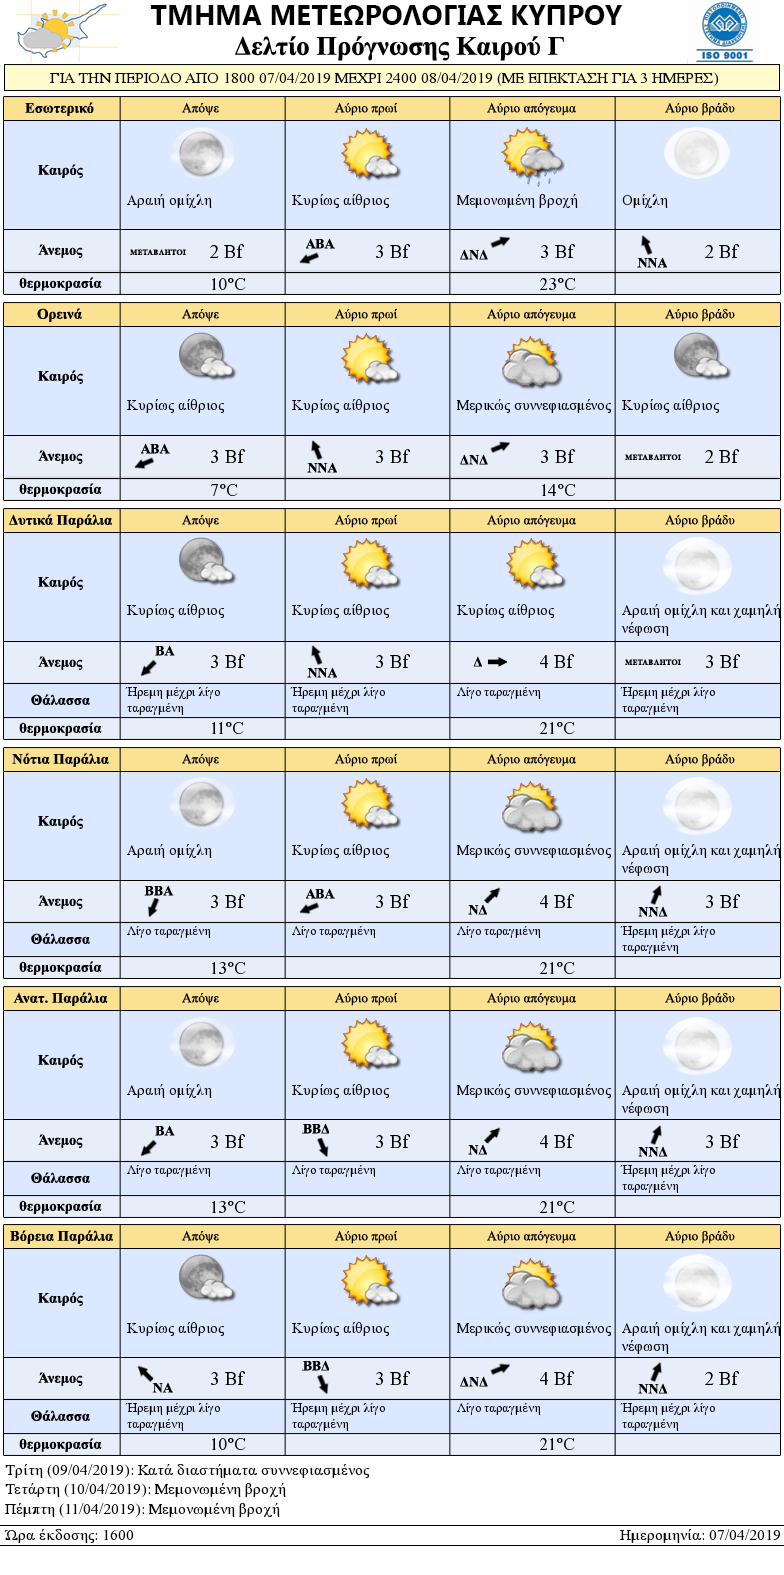 ΤΜΗΜΑ ΜΕΤΕΩΡΟΛΟΓΙΑΣ ΚΥΠΡΟΥ
Δελτίο Πρόγνωσης Καιρού Γ
ISO 9001
ΓΙΑ ΤΗΝ ΠΕΡΙΟΔΟ ΑΠΟ 1800 07/04/2019 ΜΕΧΡΙ 2400 08/04/2019 (ΜΕ ΕΠΕΚΤΑΣΗ ΓΙΑ 3 ΗΜΕΡΕΣ)
Εσωτερικό Απόψε Αύριο πρωί Αύριο απόγευμα Αύριο βράδυ
Καιρός
Αραιή ομίχλη Κυρίως αίθριος Μεμονωμένη βροχή Ομίχλη
Άνεμος ΜΕΤΑΒΛΗΤΟΙ 2 Bf ΑΒΑ 3 Bf ΔΝΔ 3 Bf ΝΝΑ 2 Bf
θερμοκρασία 10°C 23°C
Ορεινά Απόψε Αύριο πρωί Αύριο απόγευμα Αύριο βράδυ
Καιρός
Κυρίως αίθριος Κυρίως αίθριος Μερικώς συννεφιασμένος Κυρίως αίθριος
Άνεμος ΑΒΑ 3 Bf ΝΝΑ 3 Bf ΔΝΔ 3 Bf ΜΕΤΑΒΛΗΤΟΙ 2 Bf
θερμοκρασία 7°C 14°C
Δυτικά Παράλια Απόψε Αύριο πρωί Αύριο απόγευμα Αύριο βράδυ
Καιρός
Κυρίως αίθριος Κυρίως αίθριος Κυρίως αίθριος Αραιή ομίχλη και χαμηλή
νέφωση
Άνεμος ΒΑ 3 Bf ΝΝΑ 3 Bf Δ 4 Bf ΜΕΤΑΒΛΗΤΟΙ 3 Bf
Θάλασσα Ήρεμη μέχρι λίγο Ήρεμη μέχρι λίγο Λίγο ταραγμένη Ήρεμη μέχρι λίγο
ταραγμένη ταραγμένη ταραγμένη
θερμοκρασία 11°C 21°C
Νότια Παράλια Απόψε Αύριο πρωί Αύριο απόγευμα Αύριο βράδυ
Καιρός
Αραιή ομίχλη Κυρίως αίθριος Μερικώς συννεφιασμένος Αραιή ομίχλη και χαμηλή
νέφωση
Άνεμος ΒΒΑ 3 Bf ΑΒΑ 3 Bf ΝΔ 4 Bf ΝΝΔ 3 Bf
Θάλασσα Λίγο ταραγμένη Λίγο ταραγμένη Λίγο ταραγμένη Ήρεμη μέχρι λίγο
ταραγμένη
θερμοκρασία 13°C 21°C
Ανατ. Παράλια Απόψε Αύριο πρωί Αύριο απόγευμα Αύριο βράδυ
Καιρός
Αραιή ομίχλη Κυρίως αίθριος Μερικώς συννεφιασμένος Αραιή ομίχλη και χαμηλή
νέφωση
Άνεμος ΒΑ 3 Bf ΒΒΔ 3 Bf ΝΔ 4 Bf ΝΝΔ 3 Bf
Θάλασσα Λίγο ταραγμένη Λίγο ταραγμένη Λίγο ταραγμένη Ήρεμη μέχρι λίγο
ταραγμένη
θερμοκρασία 13°C 21°C
Βόρεια Παράλια Απόψε Αύριο πρωί Αύριο απόγευμα Αύριο βράδυ
Καιρός
Κυρίως αίθριος Κυρίως αίθριος Μερικώς συννεφιασμένος Αραιή ομίχλη και χαμηλή
νέφωση
Άνεμος ΝΑ 3 Bf ΒΒΔ 3 Bf ΔΝΔ 4 Bf ΝΝΔ 2 Bf
Θάλασσα Ήρεμη μέχρι λίγο Ήρεμη μέχρι λίγο Λίγο ταραγμένη Ήρεμη μέχρι λίγο
ταραγμένη ταραγμένη ταραγμένη
θερμοκρασία 10°C 21°C
Τρίτη (09/04/2019): Κατά διαστήματα συννεφιασμένος
Τετάρτη (10/04/2019): Μεμονωμένη βροχή
Πέμπτη (11/04/2019): Μεμονωμένη βροχή
Ώρα έκδοσης: 1600 Ημερομηνία: 07/04/2019